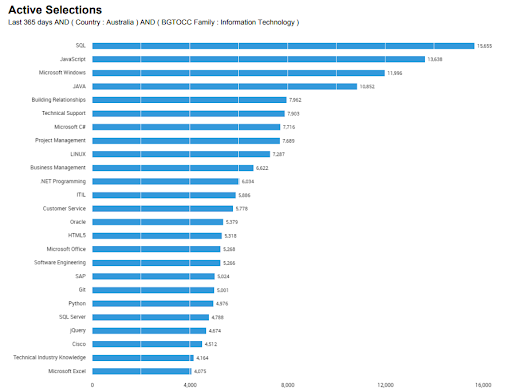 Active Selections
Last 365 days AND ( Country : Australia ) AND ( BGTOCC Family : Information Technology )
SQL 15,655
JavaScript 13,638
Microsoft Windows 11,996
JAVA 10,852
Building Relationships 7,962
Technical Support 7,903
Microsoft C# 7,716
Project Management 7,689
LINUX 7,287
Business Management 6,622
.NET Programming 6,034
ITIL 5,886
Customer Service 5,778
Oracle 5,379
HTML5 5,318
Microsoft Office 5,268
Software Engineering 5,266
SAP 5,024
Git 5,001
Python 4,976
SQL Server 4,798
jQuery 4,674
Cisco 4,512
Technical Industry Knowledge 4,164
Microsoft Excel 4,075
0 4,000 8,000 12,000 16,000